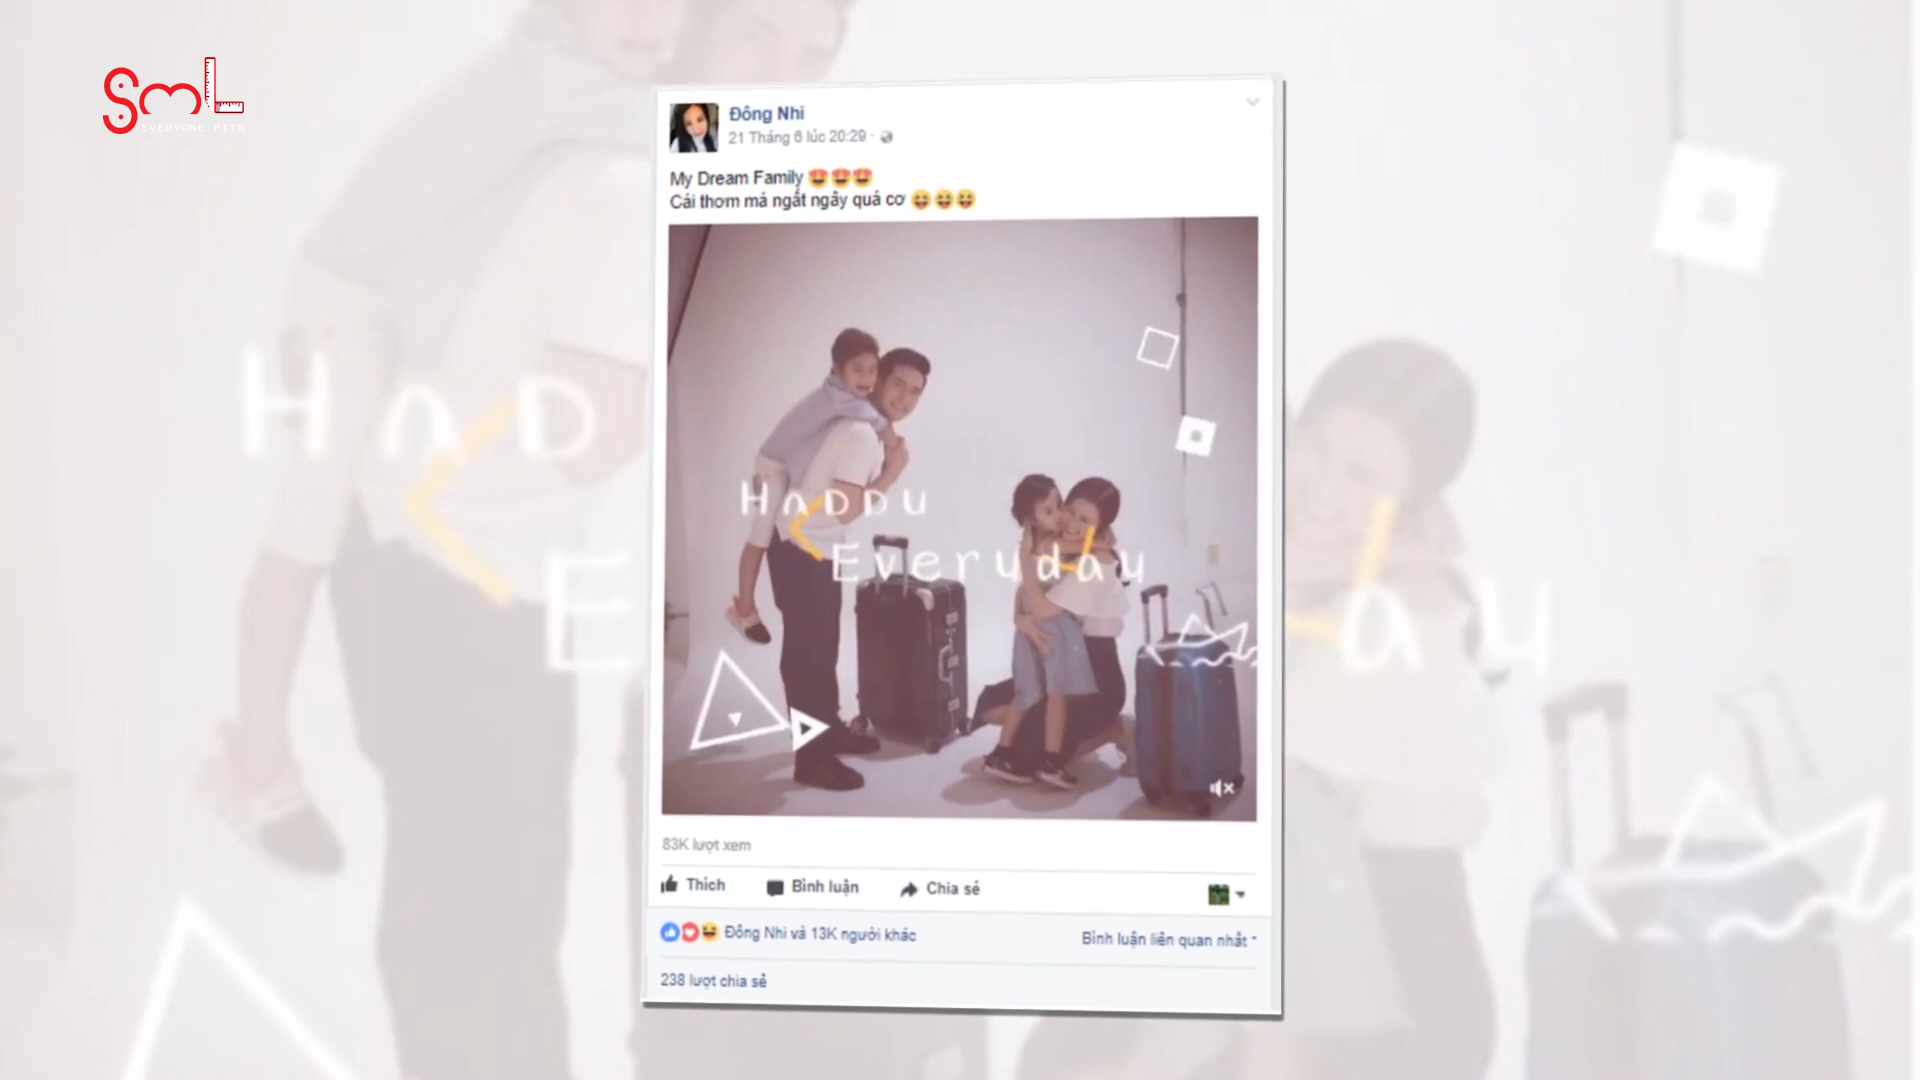 SML
EVERYONE FITS
Đông Nhi
21 Tháng 6 lúc 20:29 ·
My Dream Family 😍😍😍
Cái thơm má ngất ngây quá cơ 😝😝😝
Happy
Everyday
83K lượt xem
Thích Bình luận Chia sẻ
Đông Nhi và 13K người khác Bình luận liên quan nhất
238 lượt chia sẻ